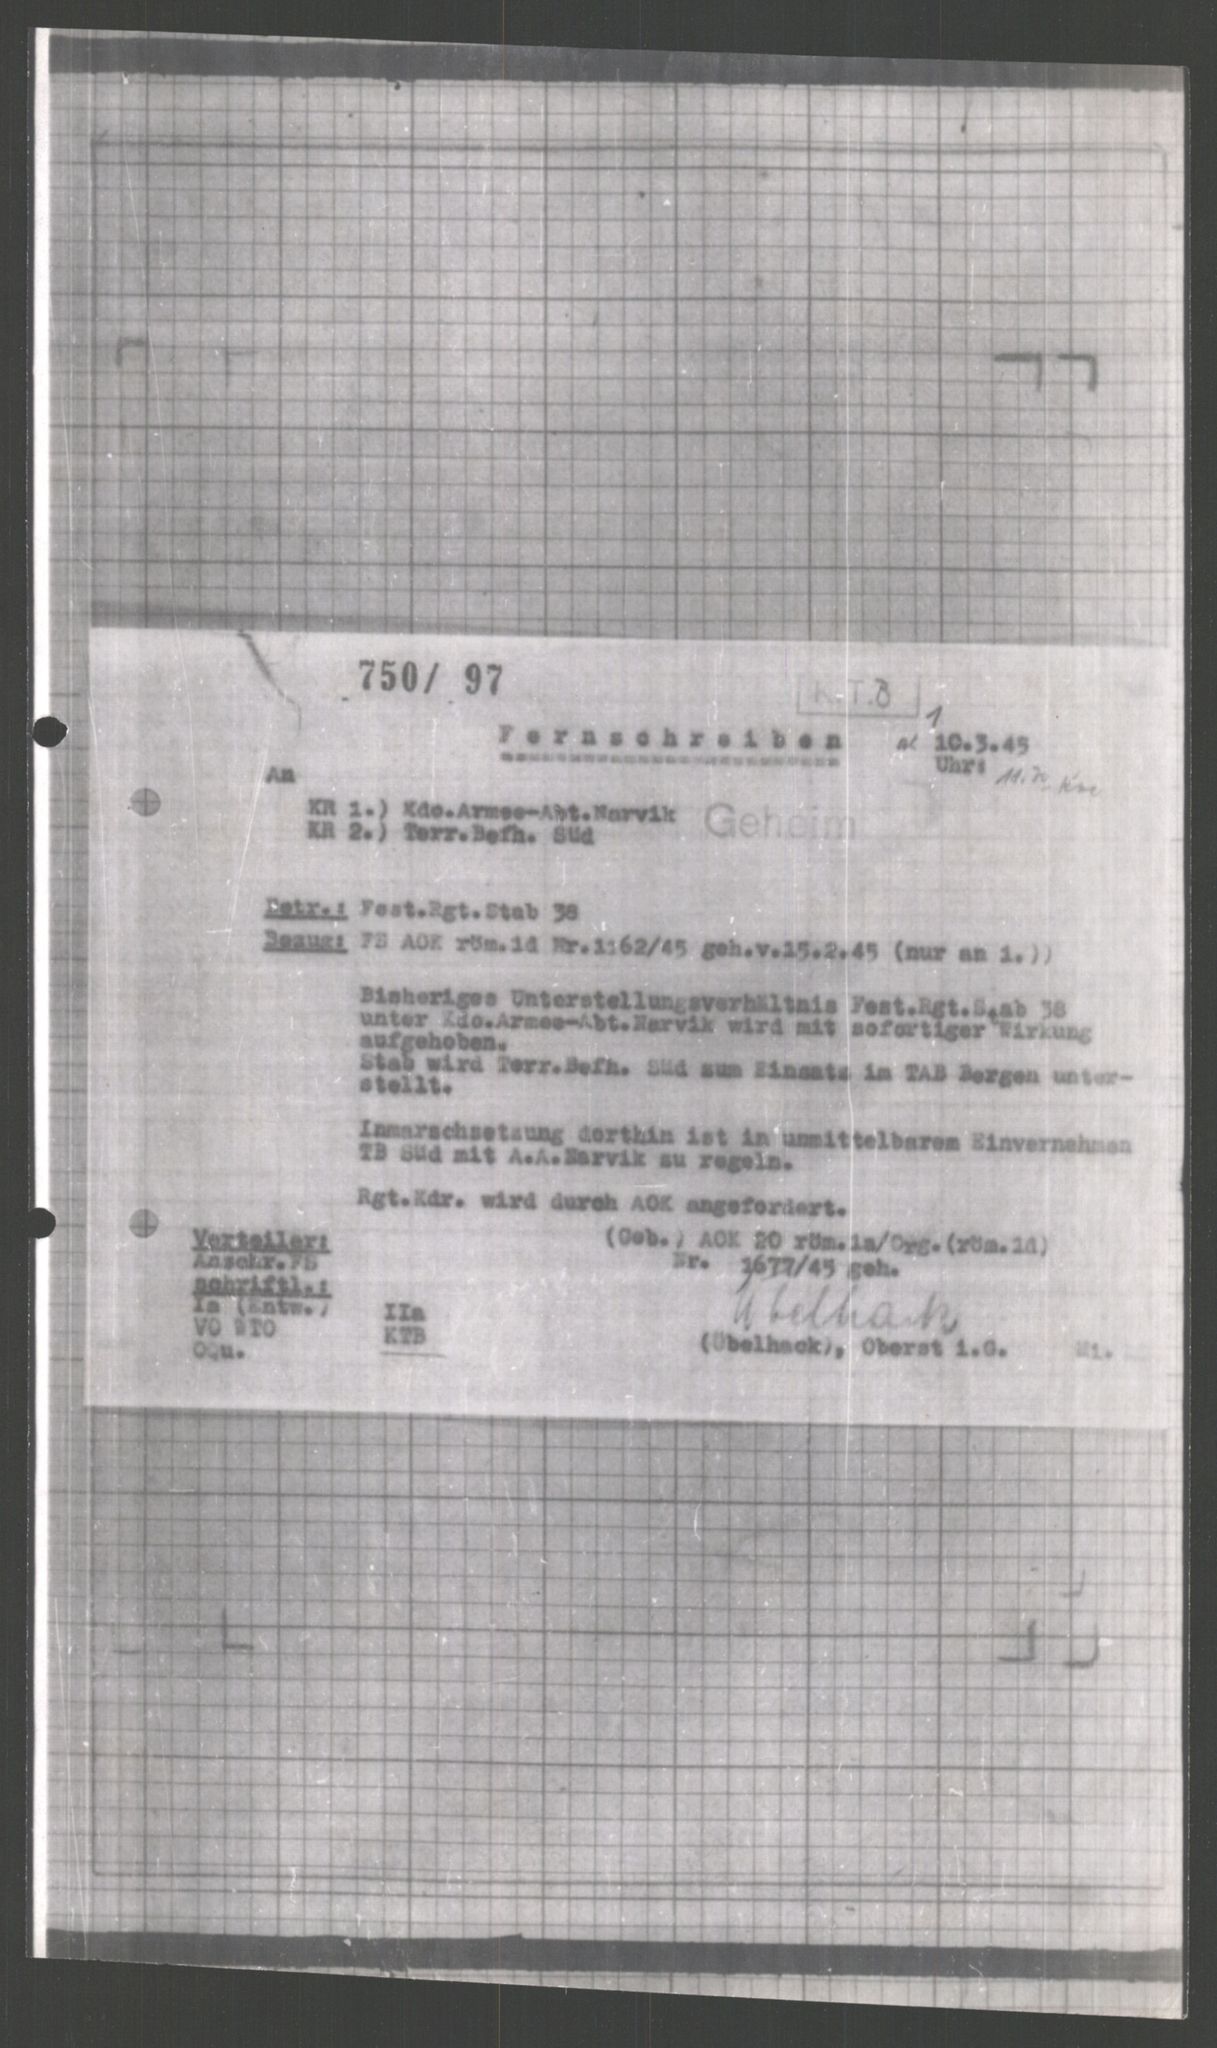 750/ 97
K.T.B
1
Fernschreiben
10.3.45
Uhr:
An
KR 1.) Kdo.Armee-Abt.Narvik
Geheim
KR 2.) Terr.Befh. Süd
Betr.: Fest.Rgt.Stab 38
Bezug: FS AOK röm.1d Nr.1162/45 geh.v.15.2.45 (nur an 1.))
Bisheriges Unterstellungsverhältnis Fest.Rgt.Stab 38
unter Kdo.Armee-Abt.Narvik wird mit sofortiger Wirkung
aufgehoben.
Stab wird Terr.Befh. Süd zum Einsatz im TAB Bergen unter-
stellt.
Inmarschsetzung dorthin ist in unmittelbarem Einvernehmen
TB Süd mit A.A.Narvik zu regeln.
Rgt.Kdr. wird durch AOK angefordert.
(Geb.) AOK 20 röm.1a/Org.(röm.1d)
Nr. 1677/45 geh.
Verteiler:
Anschr.FS
schriftl.:
Ia (Entw.)
VO WTO
OQu.
IIa
KTB
Übelhack
(Übelhack), Oberst i.G.
Mi.